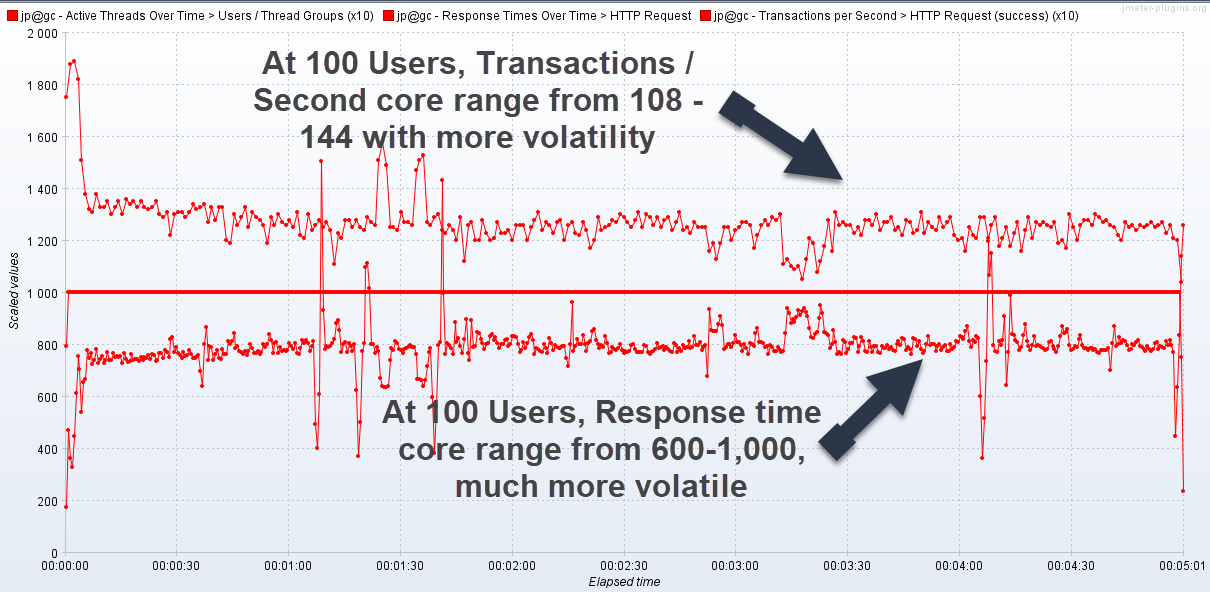 jmeter-plugins.org
jp@gc - Active Threads Over Time > Users / Thread Groups (x10) jp@gc - Response Times Over Time > HTTP Request jp@gc - Transactions per Second > HTTP Request (success) (x10)
2 000
1 800
1 600
1 400
1 200
1 000
800
600
400
200
0
Scaled values
At 100 Users, Transactions /
Second core range from 108 -
144 with more volatility
At 100 Users, Response time
core range from 600-1,000,
much more volatile
00:00:00 00:00:30 00:01:00 00:01:30 00:02:00 00:02:30 00:03:00 00:03:30 00:04:00 00:04:30 00:05:01
Elapsed time